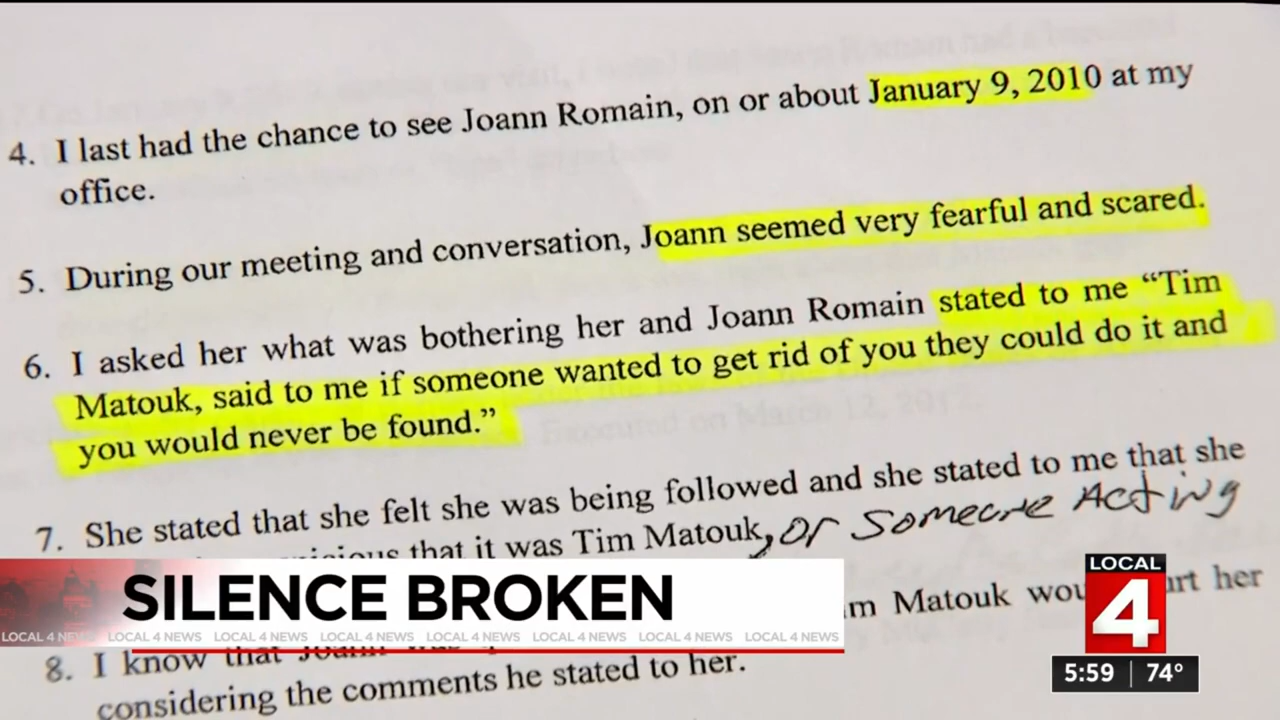 4. I last had the chance to see Joann Romain, on or about January 9, 2010 at my
office.
5. During our meeting and conversation, Joann seemed very fearful and scared.
6. I asked her what was bothering her and Joann Romain stated to me “Tim
Matouk, said to me if someone wanted to get rid of you they could do it and
you would never be found.”
7. She stated that she felt she was being followed and she stated to me that she
that it was Tim Matouk, or Someone Acting
Matouk her
8. I know that Joann
considering the comments he stated to her.
SILENCE BROKEN
LOCAL 4 NEWS LOCAL 4 NEWS LOCAL 4 NEWS LOCAL 4 NEWS LOCAL 4 NEWS LOCAL 4 NEWS LOCAL 4 NEWS
LOCAL
4
5:59 74°